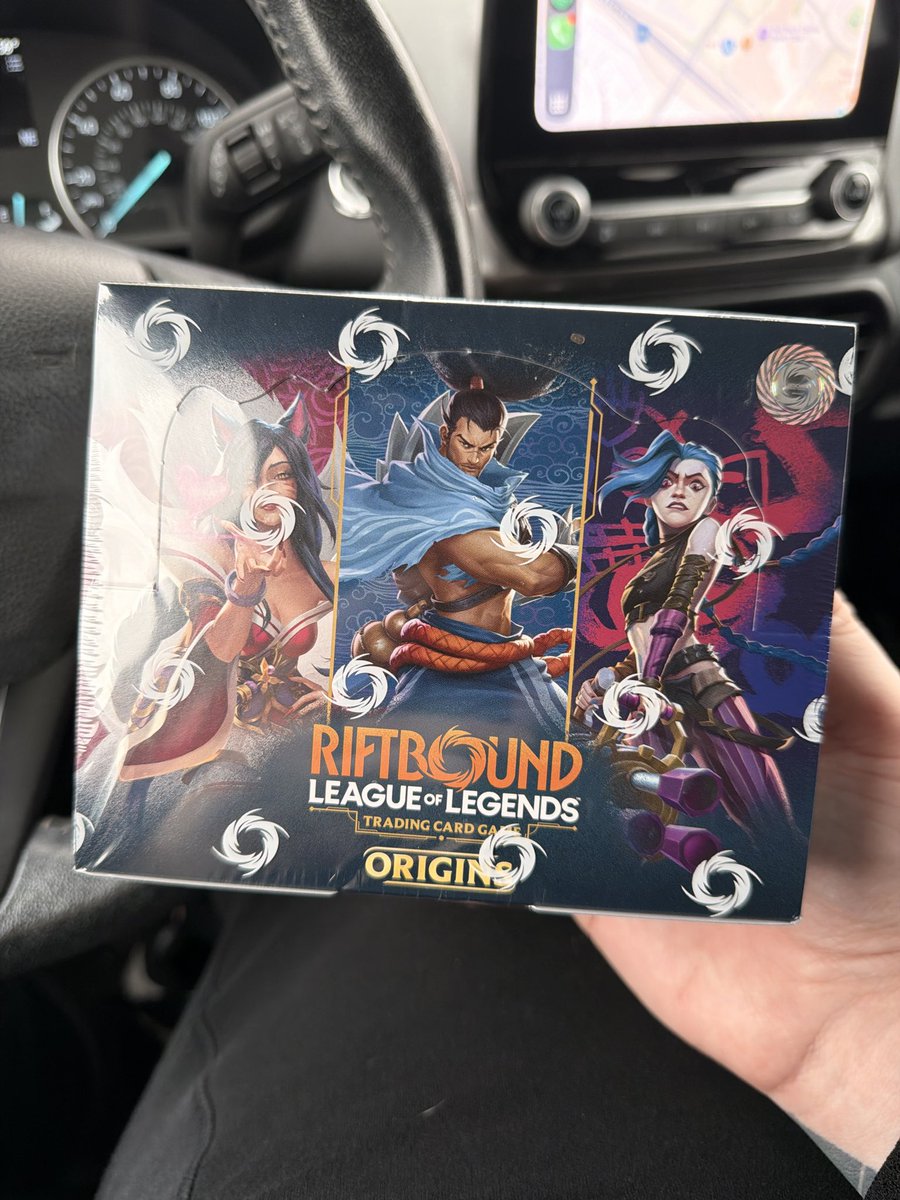 RIFTBOUND
LEAGUE OF LEGENDS
TRADING CARD GAME
ORIGINS